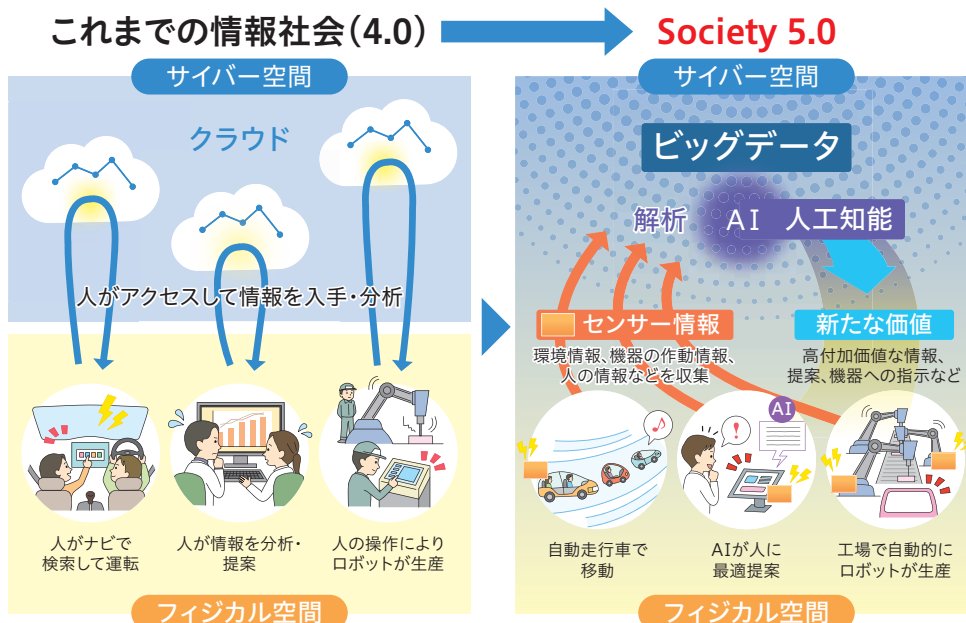 これまでの情報社会(4.0)
Society 5.0
サイバー空間
クラウド
人がアクセスして情報を入手・分析
人がナビで
検索して運転
人が情報を分析・
提案
人の操作により
ロボットが生産
フィジカル空間
サイバー空間
ビッグデータ
解析
AI 人工知能
センサー情報
環境情報、機器の作動情報、
人の情報などを収集
新たな価値
高付加価値な情報、
提案、機器への指示など
AI
自動走行車で
移動
AIが人に
最適提案
工場で自動的に
ロボットが生産
フィジカル空間